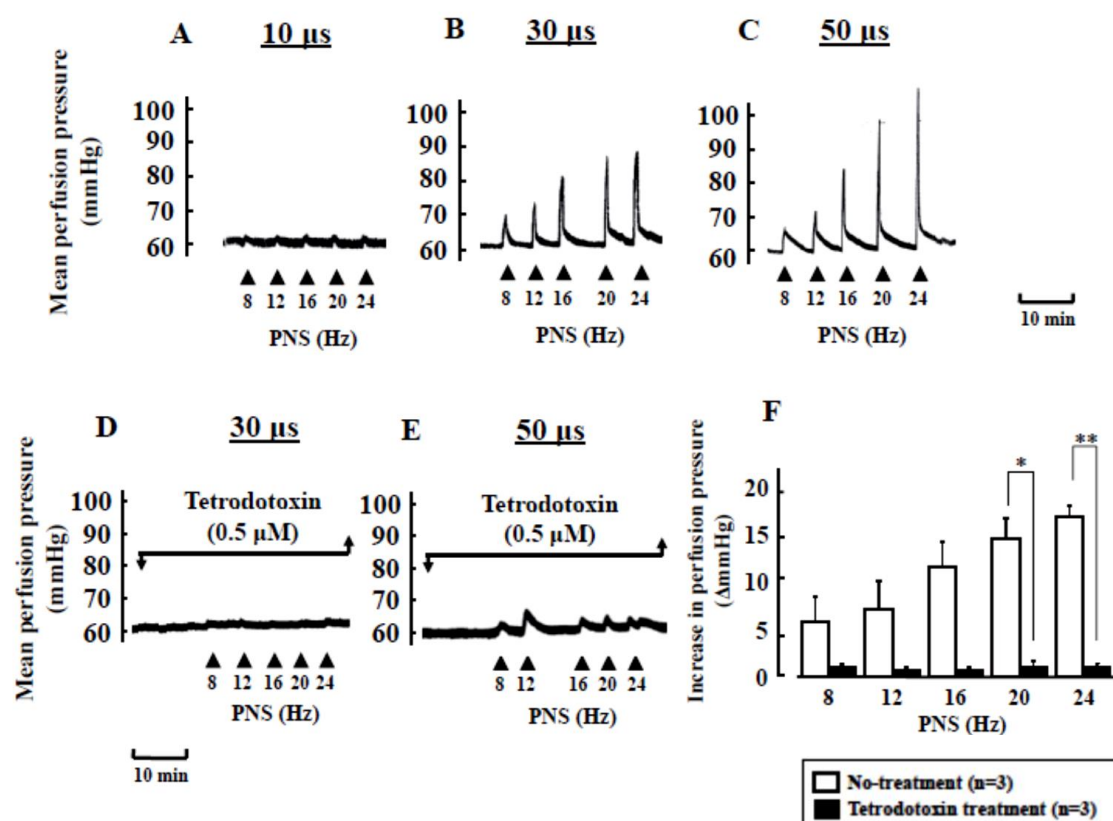 A
10 μs
B
30 μs
C
50 μs
Mean perfusion pressure
(mmHg)
100
90
80
70
60
100
90
80
70
60
100
90
80
70
60
8 12 16 20 24
8 12 16 20 24
8 12 16 20 24
PNS (Hz)
PNS (Hz)
PNS (Hz)
10 min
D
30 μs
E
50 μs
F
Mean perfusion pressure
(mmHg)
100
90
80
70
60
Tetrodotoxin
(0.5 μM)
100
90
80
70
60
Tetrodotoxin
(0.5 μM)
8 12 16 20 24
8 12 16 20 24
PNS (Hz)
PNS (Hz)
10 min
Increase in perfusion pressure
(ΔmmHg)
20
15
10
5
0
*
**
8 12 16 20 24
PNS (Hz)
No-treatment (n=3)
Tetrodotoxin treatment (n=3)